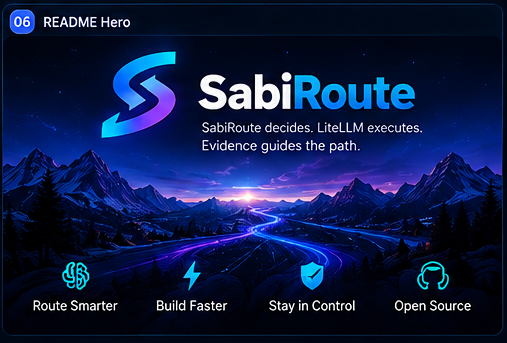 06 README Hero
SabiRoute
SabiRoute decides. LiteLLM executes.
Evidence guides the path.
Route Smarter
Build Faster
Stay in Control
Open Source